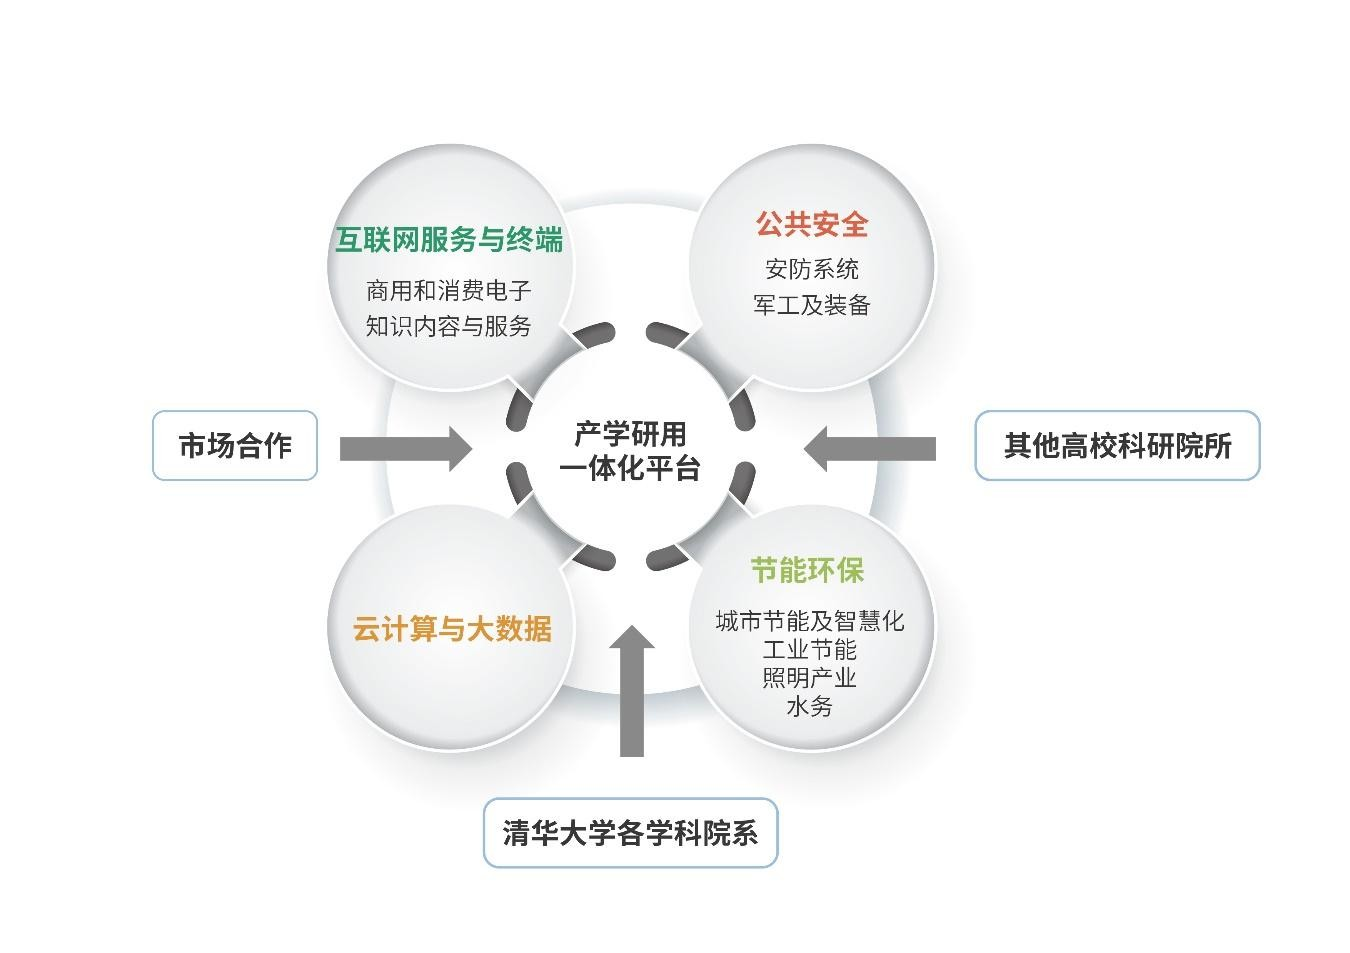 互联网服务与终端
商用和消费电子
知识内容与服务
公共安全
安防系统
军工及装备
市场合作
产学研用
一体化平台
其他高校科研院所
云计算与大数据
节能环保
城市节能及智慧化
工业节能
照明产业
水务
清华大学各学科院系